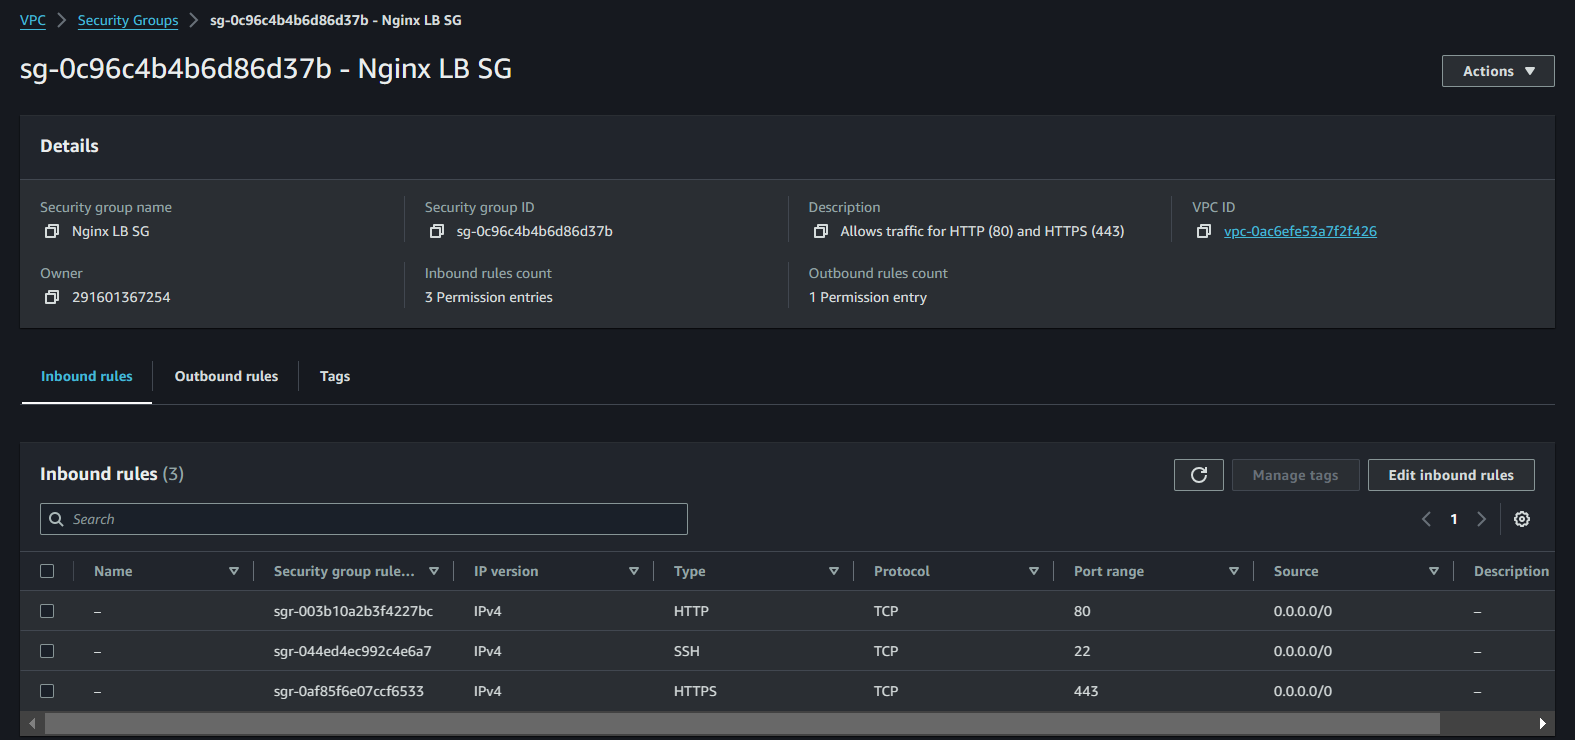 VPC > Security Groups > sg-0c96c4b4b6d86d37b - Nginx LB SG
sg-0c96c4b4b6d86d37b - Nginx LB SG
Actions
Details
Security group name Security group ID Description VPC ID
Nginx LB SG sg-0c96c4b4b6d86d37b Allows traffic for HTTP (80) and HTTPS (443) vpc-0ac6efe53a7f2f426
Owner Inbound rules count Outbound rules count
291601367254 3 Permission entries 1 Permission entry
Inbound rules Outbound rules Tags
Inbound rules (3)
Manage tags Edit inbound rules
Search
1
Name Security group rule... IP version Type Protocol Port range Source Description
– sgr-003b10a2b3f4227bc IPv4 HTTP TCP 80 0.0.0.0/0 –
– sgr-044ed4ec992c4e6a7 IPv4 SSH TCP 22 0.0.0.0/0 –
– sgr-0af85f6e07ccf6533 IPv4 HTTPS TCP 443 0.0.0.0/0 –